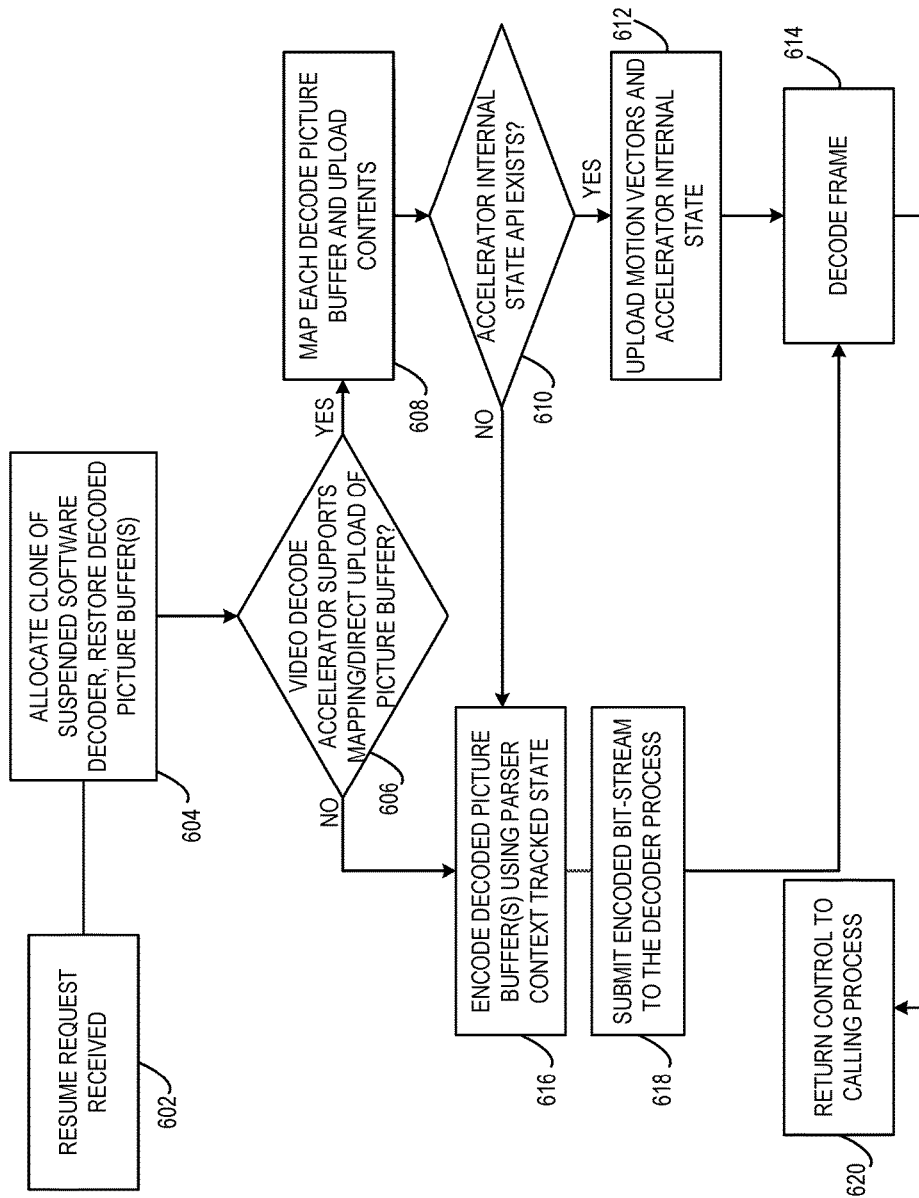 RESUME REQUEST
RECEIVED
602
ALLOCATE CLONE OF
SUSPENDED SOFTWARE
DECODER, RESTORE DECODED
PICTURE BUFFER(S)
604
VIDEO DECODE
ACCELERATOR SUPPORTS
MAPPING/DIRECT UPLOAD OF
PICTURE BUFFER?
606
NO
YES
MAP EACH DECODE PICTURE
BUFFER AND UPLOAD
CONTENTS
608
ACCELERATOR INTERNAL
STATE API EXISTS?
610
NO
YES
UPLOAD MOTION VECTORS AND
ACCELERATOR INTERNAL
STATE
612
DECODE FRAME
614
ENCODE DECODED PICTURE
BUFFER(S) USING PARSER
CONTEXT TRACKED STATE
616
SUBMIT ENCODED BIT-STREAM
TO THE DECODER PROCESS
618
RETURN CONTROL TO
CALLING PROCESS
620